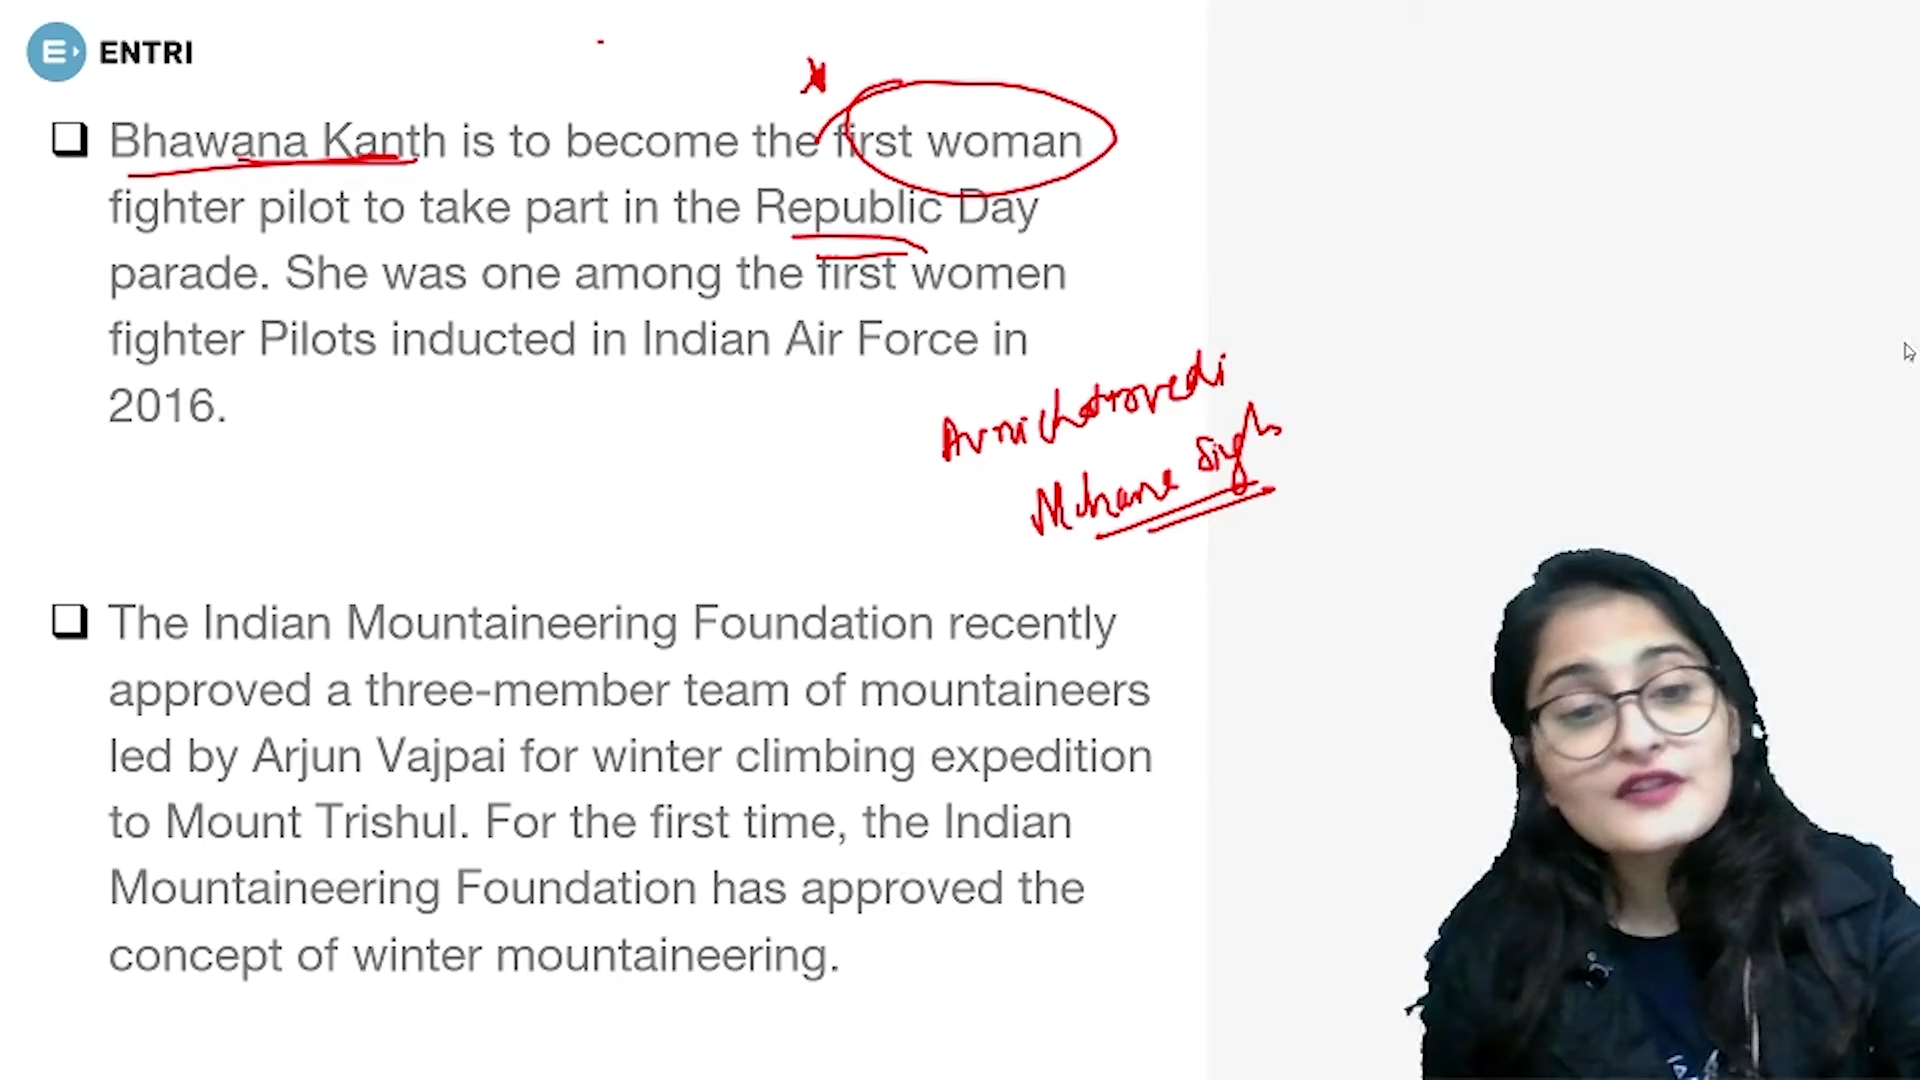 ENTRI
Bhawana Kanth is to become the first woman
fighter pilot to take part in the Republic Day
parade. She was one among the first women
fighter Pilots inducted in Indian Air Force in
2016.
Avni chatrovedi
Mohana Sigh
The Indian Mountaineering Foundation recently
approved a three-member team of mountaineers
led by Arjun Vajpai for winter climbing expedition
to Mount Trishul. For the first time, the Indian
Mountaineering Foundation has approved the
concept of winter mountaineering.